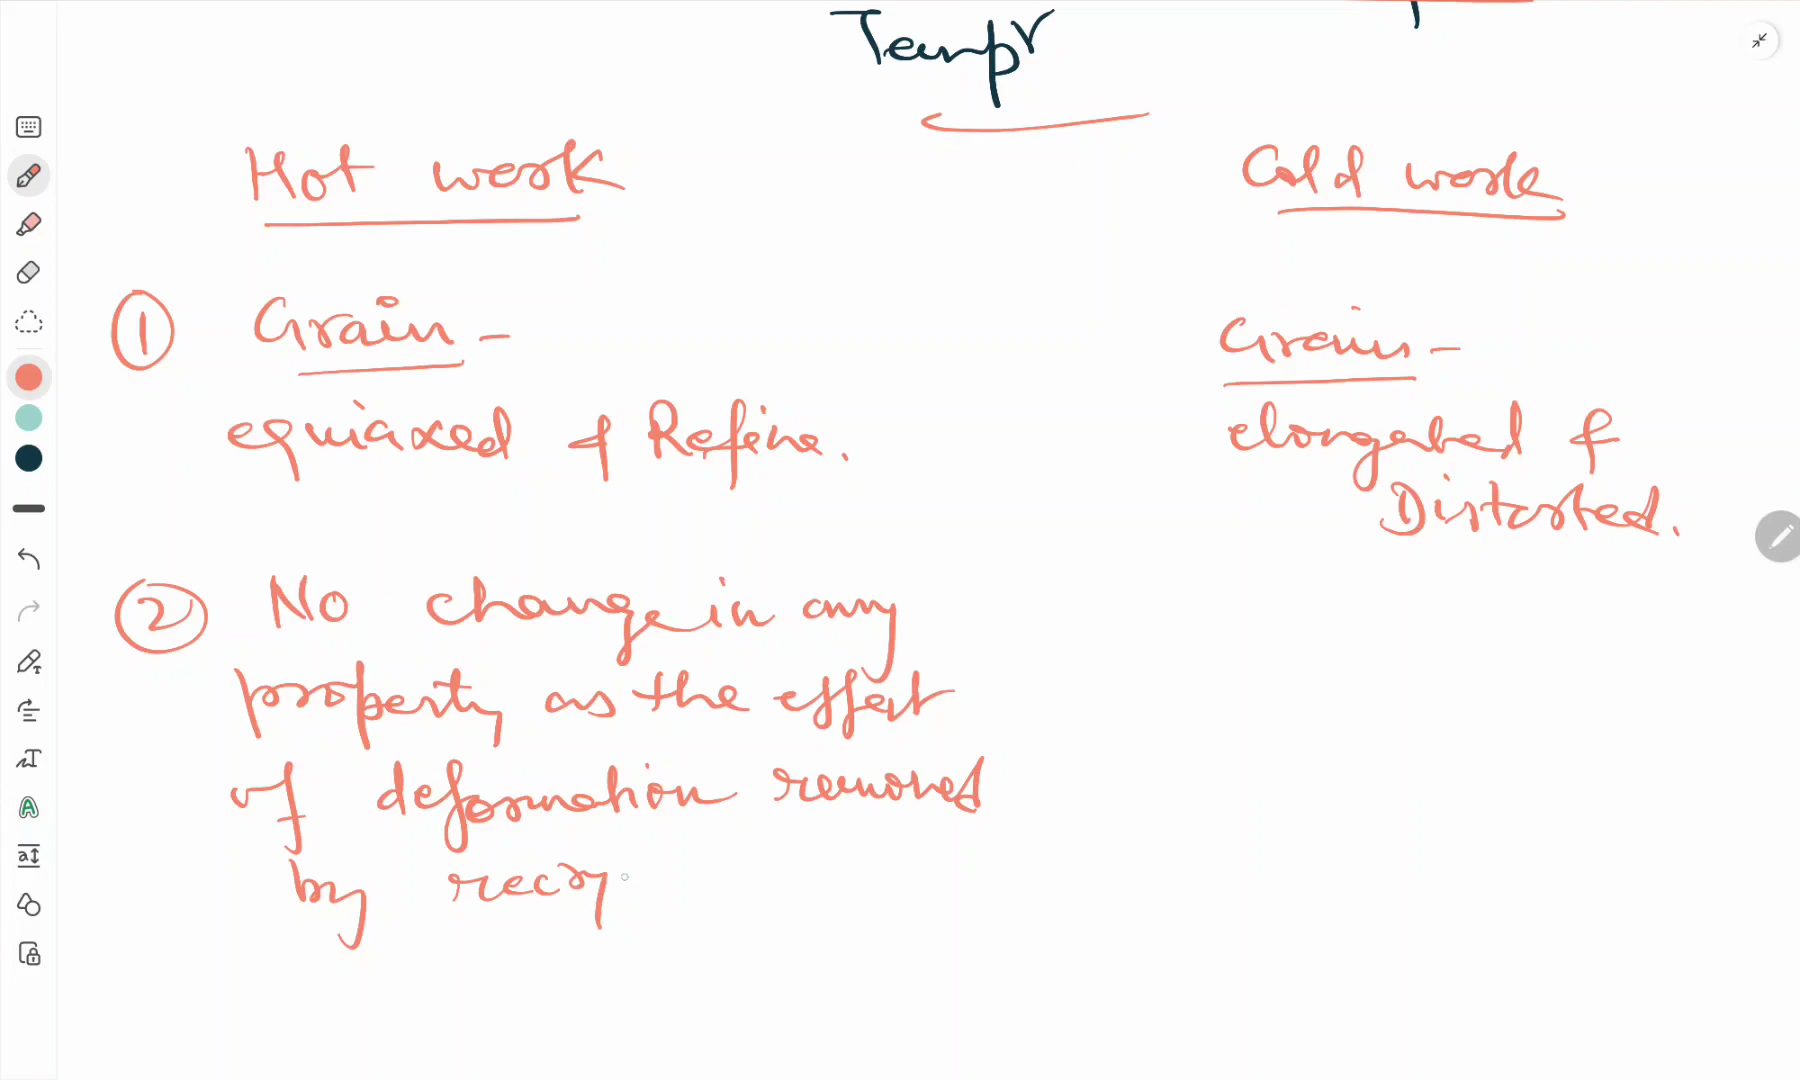 Tempr
Hot work
Cold work
① Grain -
equiaxed & Refine.
Grain -
elongated &
Distorted.
② No change in any
property as the effect
of deformation removed
by recry